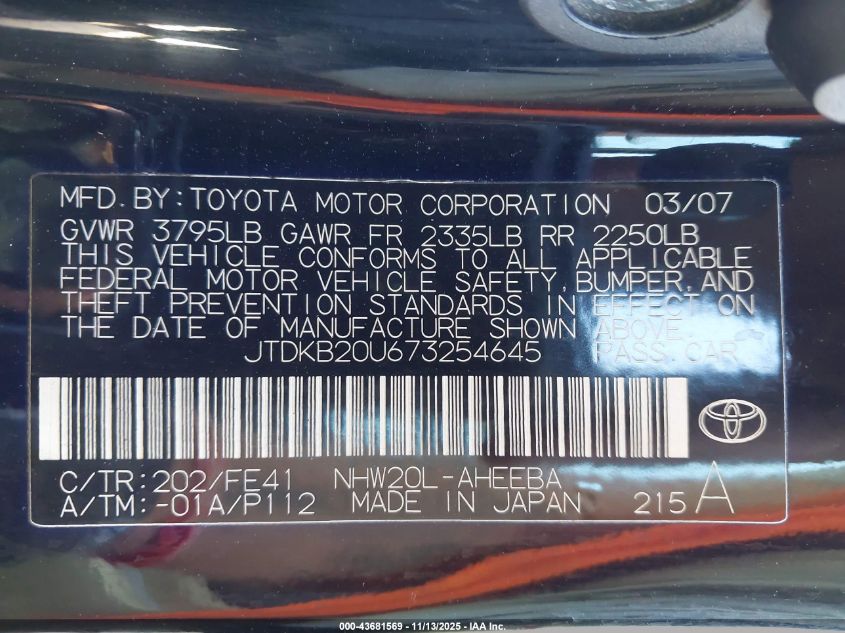 MFD. BY: TOYOTA MOTOR CORPORATION 03/07
GVWR 3795LB GAWR FR 2335LB RR 2250LB
THIS VEHICLE CONFORMS TO ALL APPLICABLE
FEDERAL MOTOR VEHICLE SAFETY, BUMPER, AND
THEFT PREVENTION STANDARDS IN EFFECT ON
THE DATE OF MANUFACTURE SHOWN ABOVE.
JTDKB20U673254645 PASS. CAR
C/TR: 202/FE41 NHW20L-AHEEBA
A/TM: -01A/P112 MADE IN JAPAN 215 A
000-43681569 - 11/13/2025 - IAA Inc.